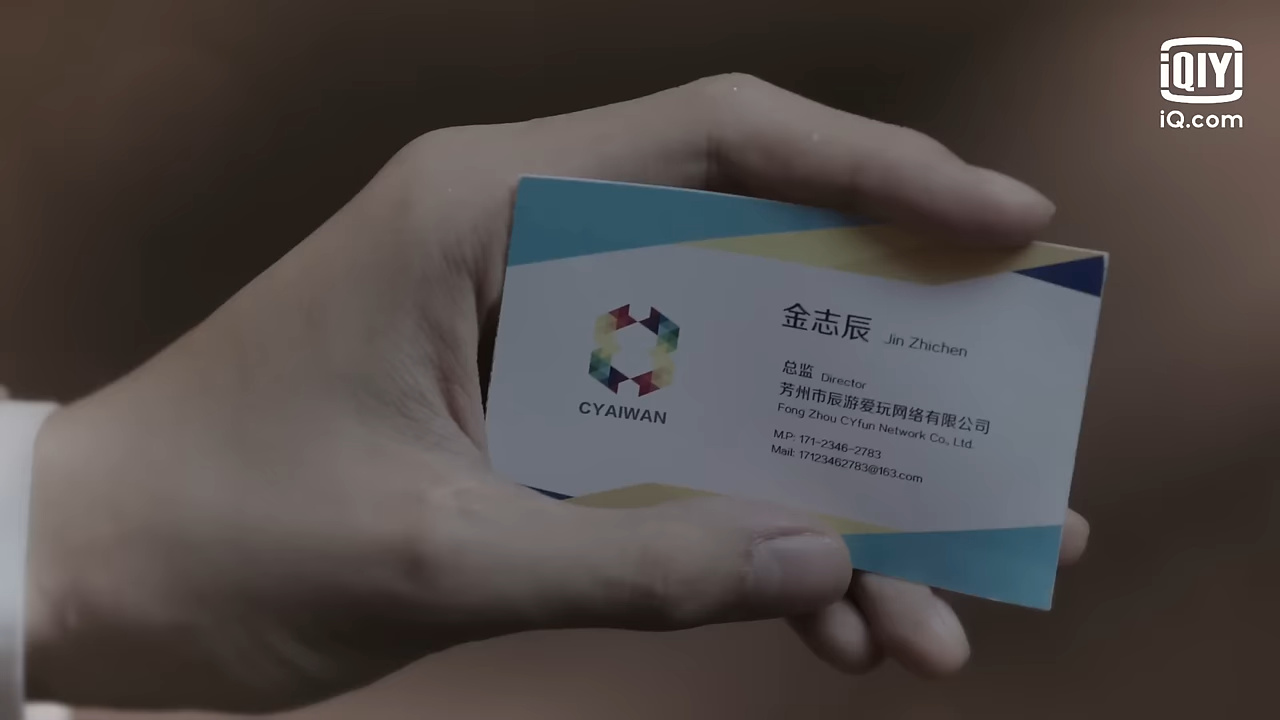 iQIYI
iQ.com
金志辰 Jin Zhichen
总监 Director
芳州市辰游爱玩网络有限公司
Fong Zhou CYfun Network Co., Ltd.
M.P: 171-2346-2783
Mail: 17123462783@163.com
CYAIWAN